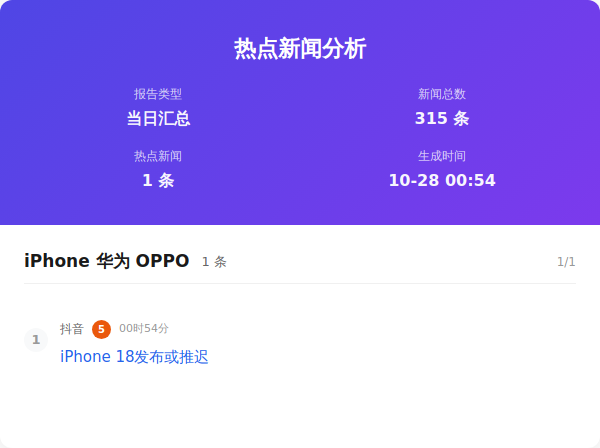 热点新闻分析
报告类型 新闻总数
当日汇总 315 条
热点新闻 生成时间
1 条 10-28 00:54
iPhone 华为 OPPO 1 条 1/1
抖音 5 00时54分
1
iPhone 18发布或推迟